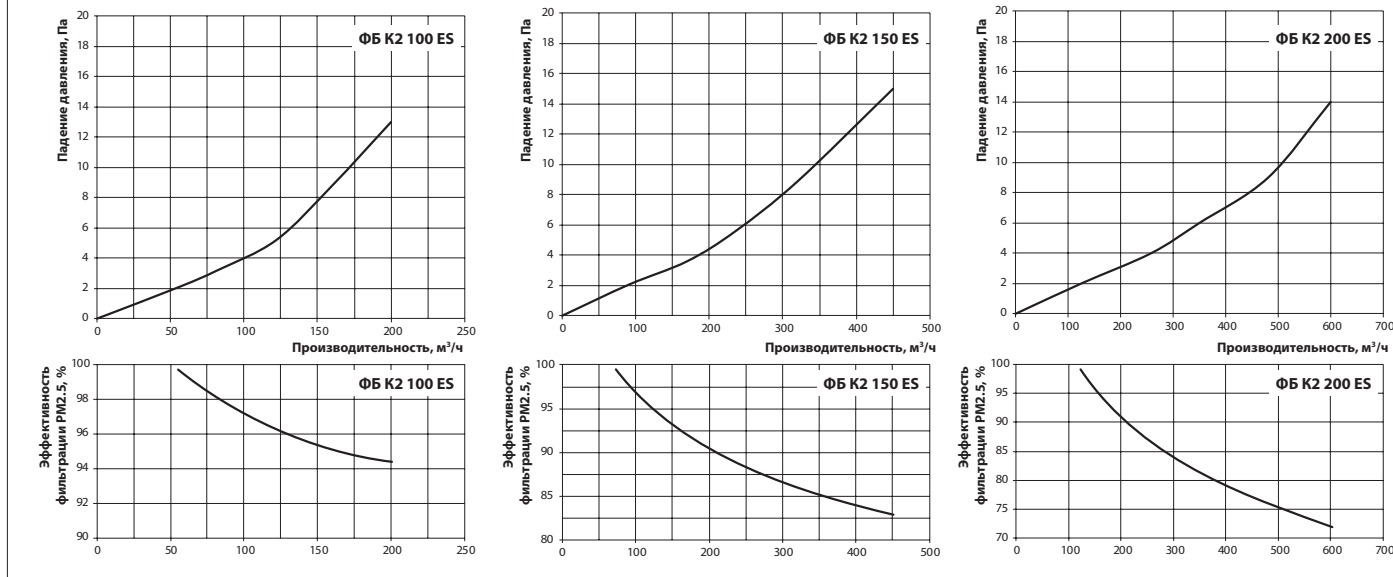 Падение давления, Па
20
18
16
14
12
10
8
6
4
2
0
ФБ К2 100 ES
0 50 100 150 200 250
Производительность, м³/ч
Падение давления, Па
20
18
16
14
12
10
8
6
4
2
0
ФБ К2 150 ES
0 100 200 300 400 500
Производительность, м³/ч
Падение давления, Па
20
18
16
14
12
10
8
6
4
2
0
ФБ К2 200 ES
0 100 200 300 400 500 600 700
Производительность, м³/ч
Эффективность
фильтрации PM2.5, %
100
98
96
94
92
90
ФБ К2 100 ES
0 50 100 150 200 250
Эффективность
фильтрации PM2.5, %
100
95
90
85
80
ФБ К2 150 ES
0 100 200 300 400 500
Эффективность
фильтрации PM2.5, %
100
95
90
85
80
75
70
ФБ К2 200 ES
0 100 200 300 400 500 600 700